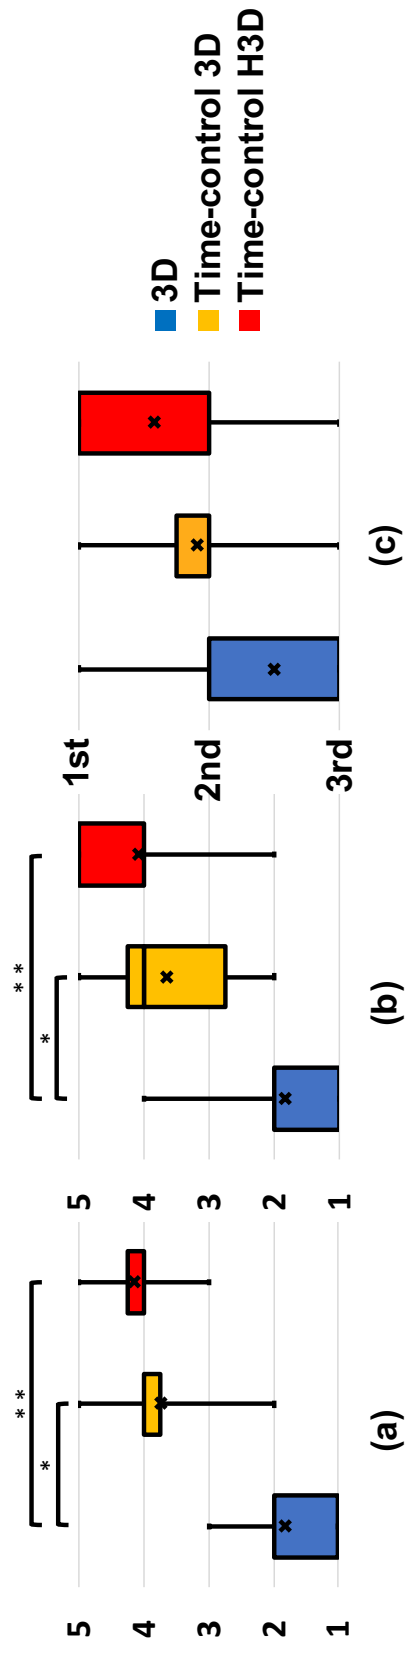 * *
*
5
4
3
2
1
(a)
* *
*
5
4
3
2
1
(b)
1st
2nd
3rd
(c)
3D
Time-control 3D
Time-control H3D